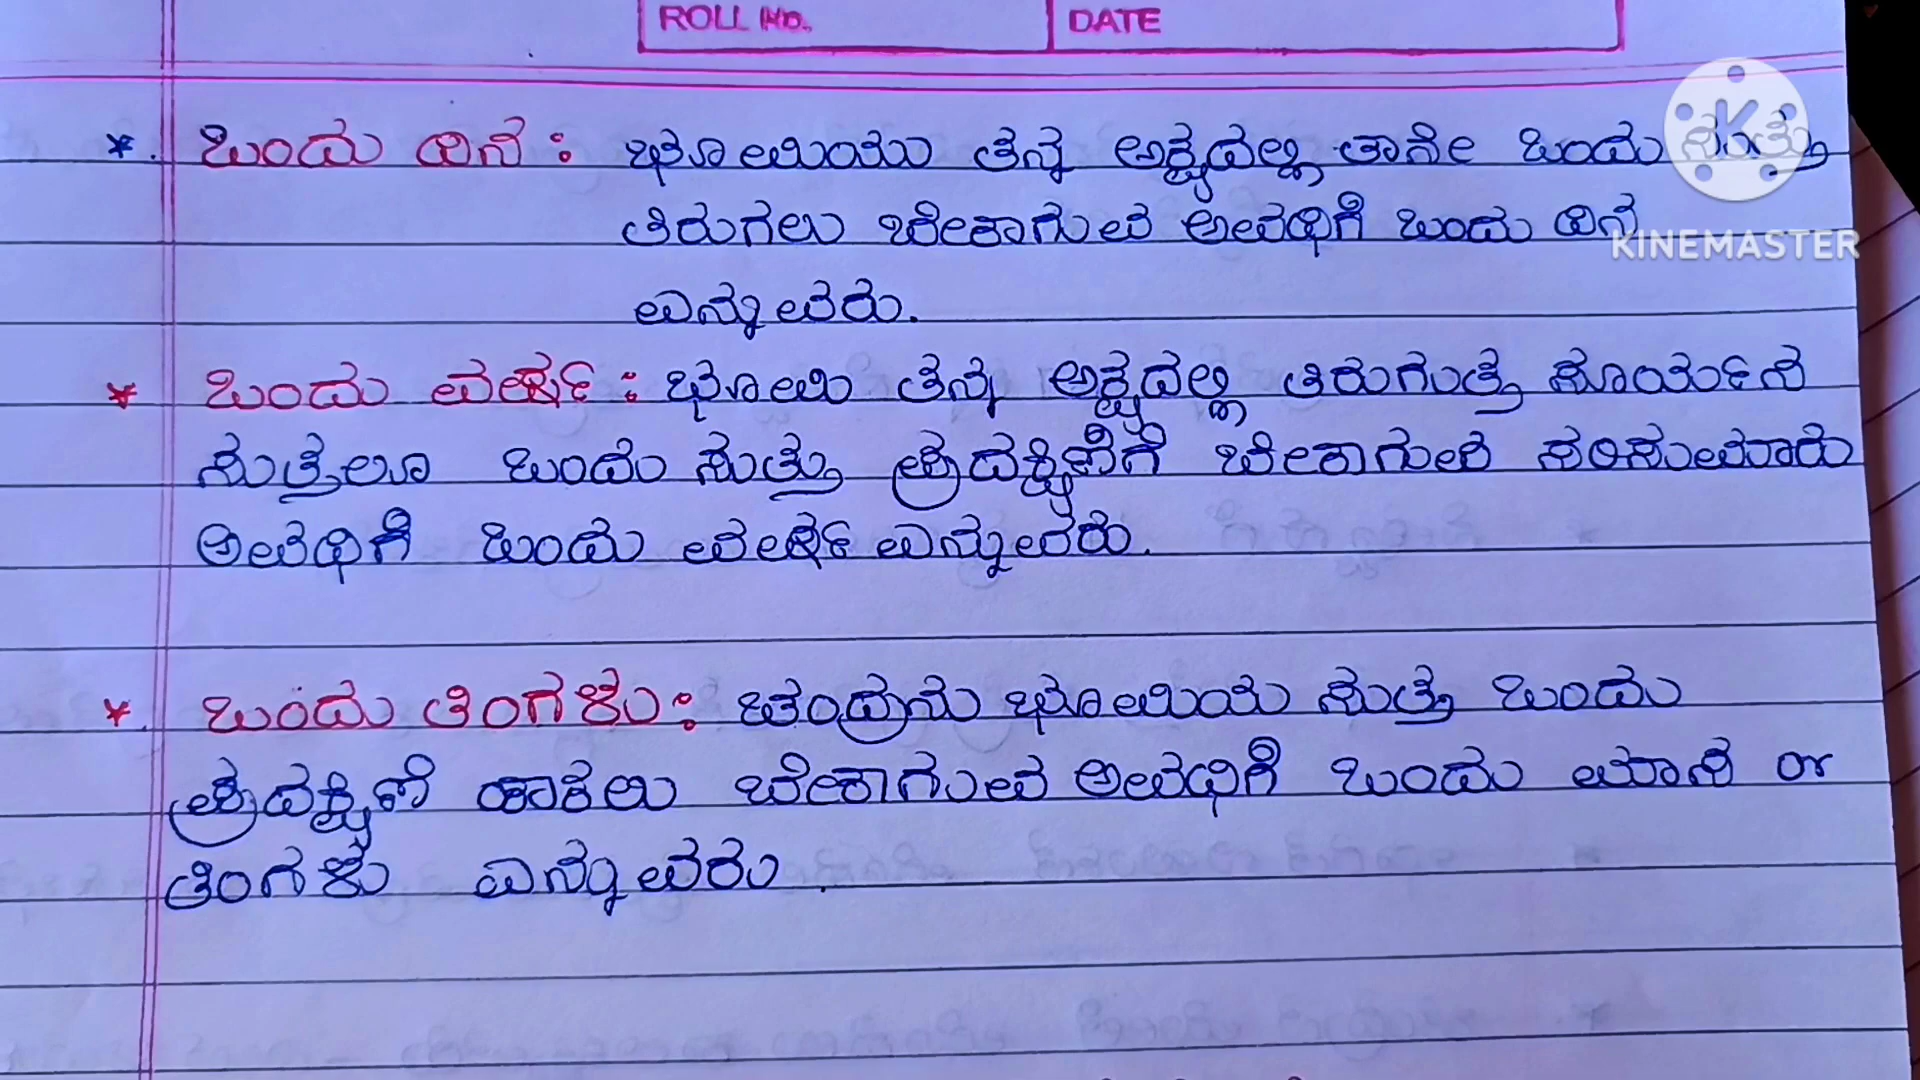 ROLL No. DATE
* ಒಂದು ದಿನ : ಭೂಮಿಯು ತನ್ನ ಅಕ್ಷದಲ್ಲಿ ತಾನೇ ಒಂದು ಸುತ್ತು
ತಿರುಗಲು ಬೇಕಾಗುವ ಅವಧಿಗೆ ಒಂದು ದಿನ
ಎನ್ನುವರು.
* ಒಂದು ವರ್ಷ : ಭೂಮಿ ತನ್ನ ಅಕ್ಷದಲ್ಲಿ ತಿರುಗುತ್ತ ಸೂರ್ಯನ
ಸುತ್ತಲೂ ಒಂದು ಸುತ್ತು ಪ್ರದಕ್ಷಿಣೆಗೆ ಬೇಕಾಗುವ ಸರಿಸುಮಾರು
ಅವಧಿಗೆ ಒಂದು ವರ್ಷ ಎನ್ನುವರು.
* ಒಂದು ತಿಂಗಳು : ಚಂದ್ರನು ಭೂಮಿಯ ಸುತ್ತ ಒಂದು
ಪ್ರದಕ್ಷಿಣೆ ಹಾಕಲು ಬೇಕಾಗುವ ಅವಧಿಗೆ ಒಂದು ಮಾಸ or
ತಿಂಗಳು ಎನ್ನುವರು.
KINEMASTER